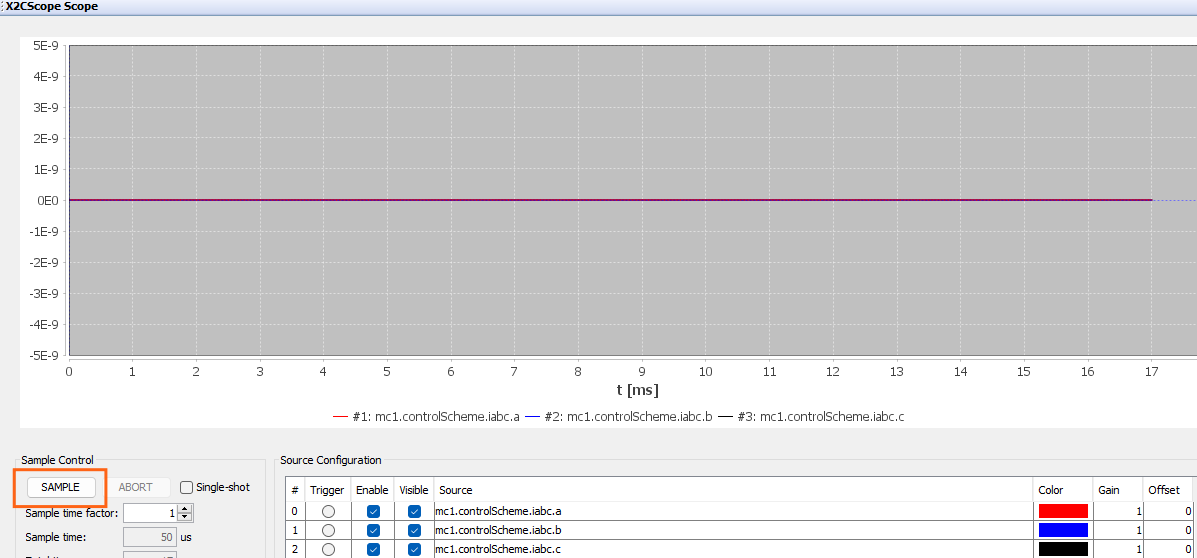 X2CScope Scope
5E-9
4E-9
3E-9
2E-9
1E-9
0E0
-1E-9
-2E-9
-3E-9
-4E-9
-5E-9
0 1 2 3 4 5 6 7 8 9 10 11 12 13 14 15 16 17
t [ms]
#1: mc1.controlScheme.iabc.a #2: mc1.controlScheme.iabc.b #3: mc1.controlScheme.iabc.c
Sample Control
SAMPLE ABORT Single-shot
Sample time factor: 1
Sample time: 50 us
Source Configuration
# Trigger Enable Visible Source Color Gain Offset
0 mc1.controlScheme.iabc.a 1 0
1 mc1.controlScheme.iabc.b 1 0
2 mc1.controlScheme.iabc.c 1 0